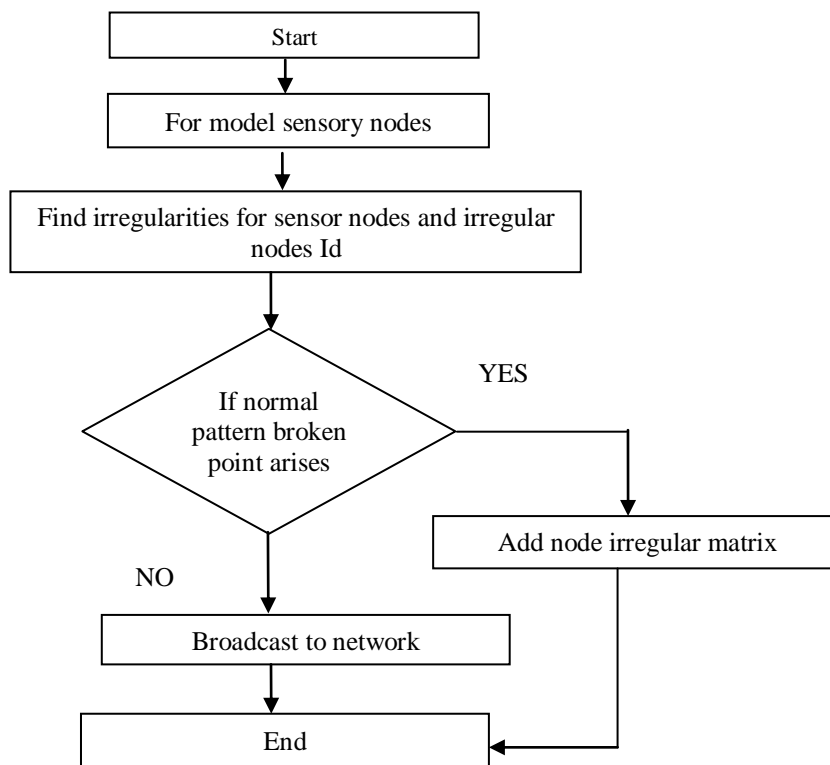 Start
For model sensory nodes
Find irregularities for sensor nodes and irregular
nodes Id
If normal
pattern broken
point arises
YES
Add node irregular matrix
NO
Broadcast to network
End